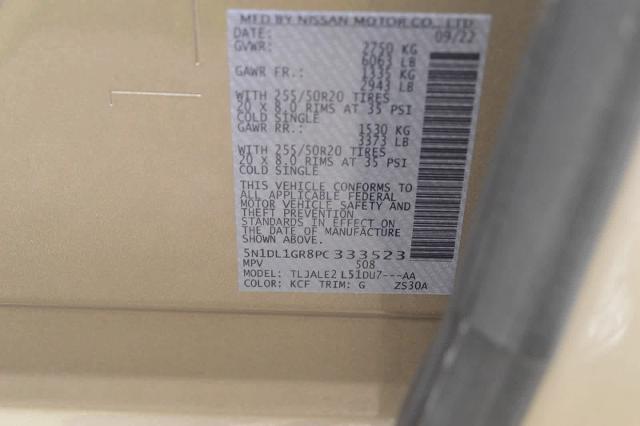 MFD BY NISSAN MOTOR CO., LTD
DATE: 09/22
GVWR: 2750 KG
6063 LB
GAWR FR.: 1335 KG
2943 LB
WITH 255/50R20 TIRES
20 X 8.0 RIMS AT 35 PSI
COLD SINGLE
GAWR RR.: 1530 KG
3373 LB
WITH 255/50R20 TIRES
20 X 8.0 RIMS AT 35 PSI
COLD SINGLE
THIS VEHICLE CONFORMS TO
ALL APPLICABLE FEDERAL
MOTOR VEHICLE SAFETY AND
THEFT PREVENTION
STANDARDS IN EFFECT ON
THE DATE OF MANUFACTURE
SHOWN ABOVE.
5N1DL1GR8PC333523
MPV 508
MODEL: TLJALE2 L51DU7---AA
COLOR: KCF TRIM: G ZS30A